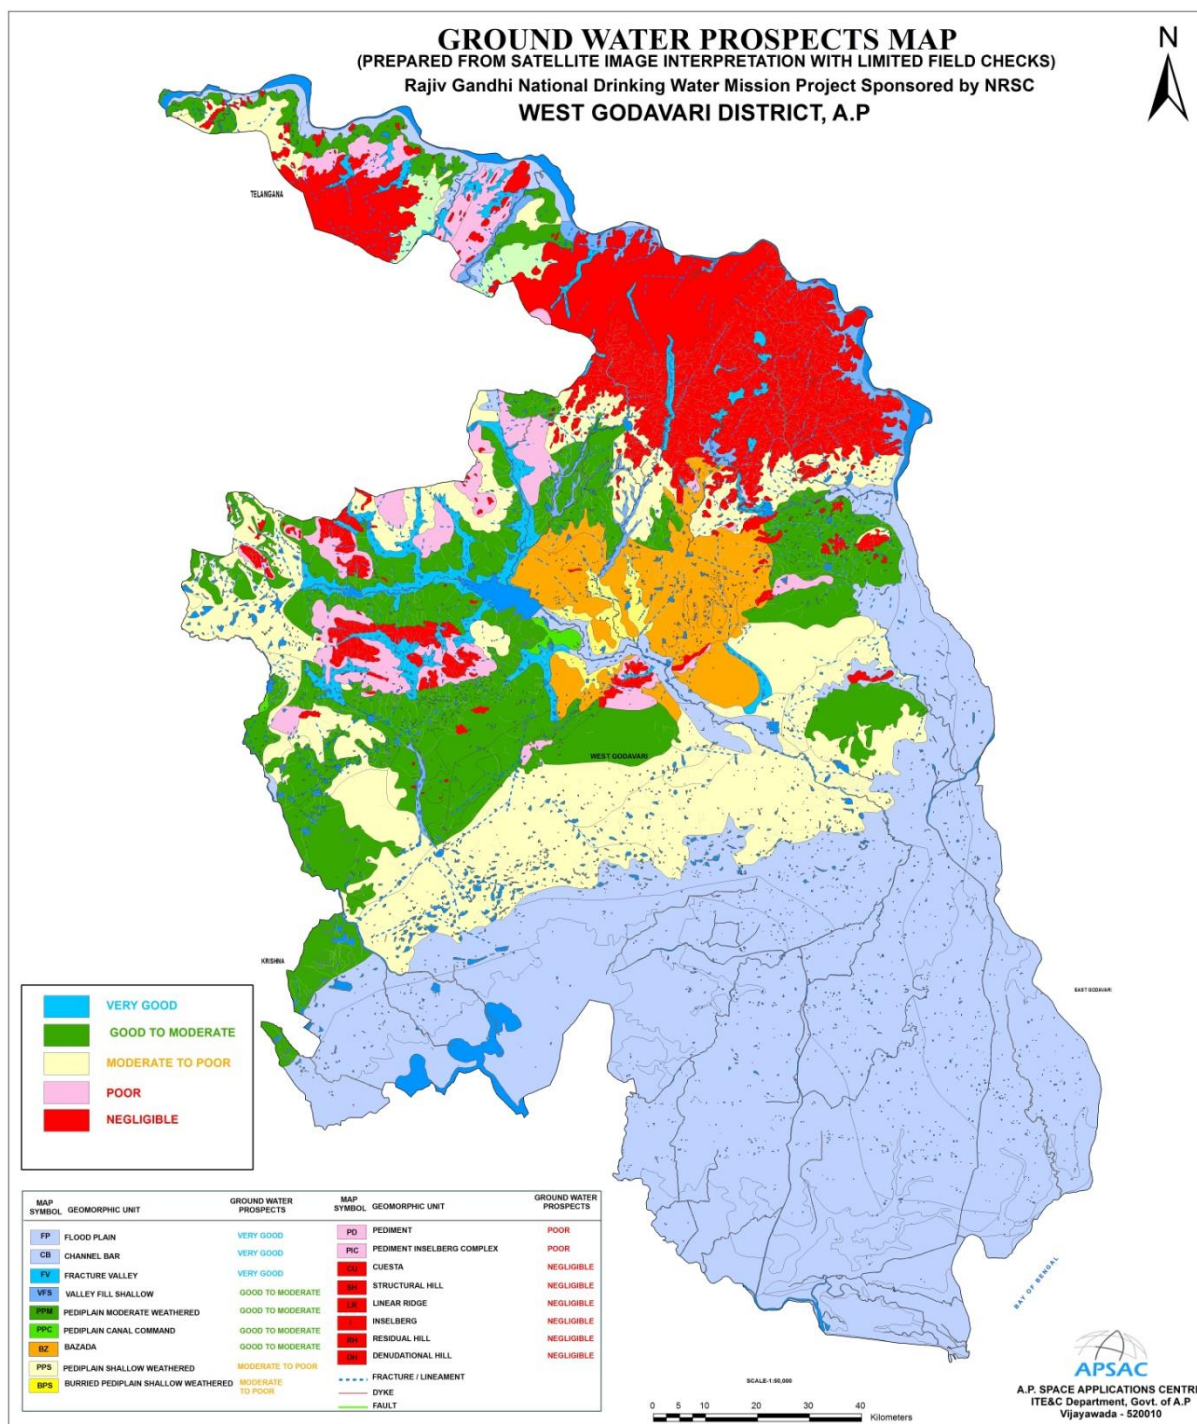 GROUND WATER PROSPECTS MAP
(PREPARED FROM SATELLITE IMAGE INTERPRETATION WITH LIMITED FIELD CHECKS)
Rajiv Gandhi National Drinking Water Mission Project Sponsored by NRSC
WEST GODAVARI DISTRICT, A.P
N
TELANGANA
WEST GODAVARI
KRISHNA
EAST GODAVARI
BAY OF BENGAL
VERY GOOD
GOOD TO MODERATE
MODERATE TO POOR
POOR
NEGLIGIBLE
MAP SYMBOL GEOMORPHIC UNIT GROUND WATER PROSPECTS
FP FLOOD PLAIN VERY GOOD
CB CHANNEL BAR VERY GOOD
FV FRACTURE VALLEY VERY GOOD
VFS VALLEY FILL SHALLOW GOOD TO MODERATE
PPM PEDIPLAIN MODERATE WEATHERED GOOD TO MODERATE
PPC PEDIPLAIN CANAL COMMAND GOOD TO MODERATE
BZ BAZADA GOOD TO MODERATE
PPS PEDIPLAIN SHALLOW WEATHERED MODERATE TO POOR
BPS BURRIED PEDIPLAIN SHALLOW WEATHERED MODERATE TO POOR
MAP SYMBOL GEOMORPHIC UNIT GROUND WATER PROSPECTS
PD PEDIMENT POOR
PIC PEDIMENT INSELBERG COMPLEX POOR
CU CUESTA NEGLIGIBLE
SH STRUCTURAL HILL NEGLIGIBLE
LR LINEAR RIDGE NEGLIGIBLE
I INSELBERG NEGLIGIBLE
RH RESIDUAL HILL NEGLIGIBLE
DH DENUDATIONAL HILL NEGLIGIBLE
FRACTURE / LINEAMENT
DYKE
FAULT
SCALE-1:50,000
0 5 10 20 30 40
Kilometers
APSAC
A.P. SPACE APPLICATIONS CENTRE
ITE&C Department, Govt. of A.P
Vijayawada - 520010